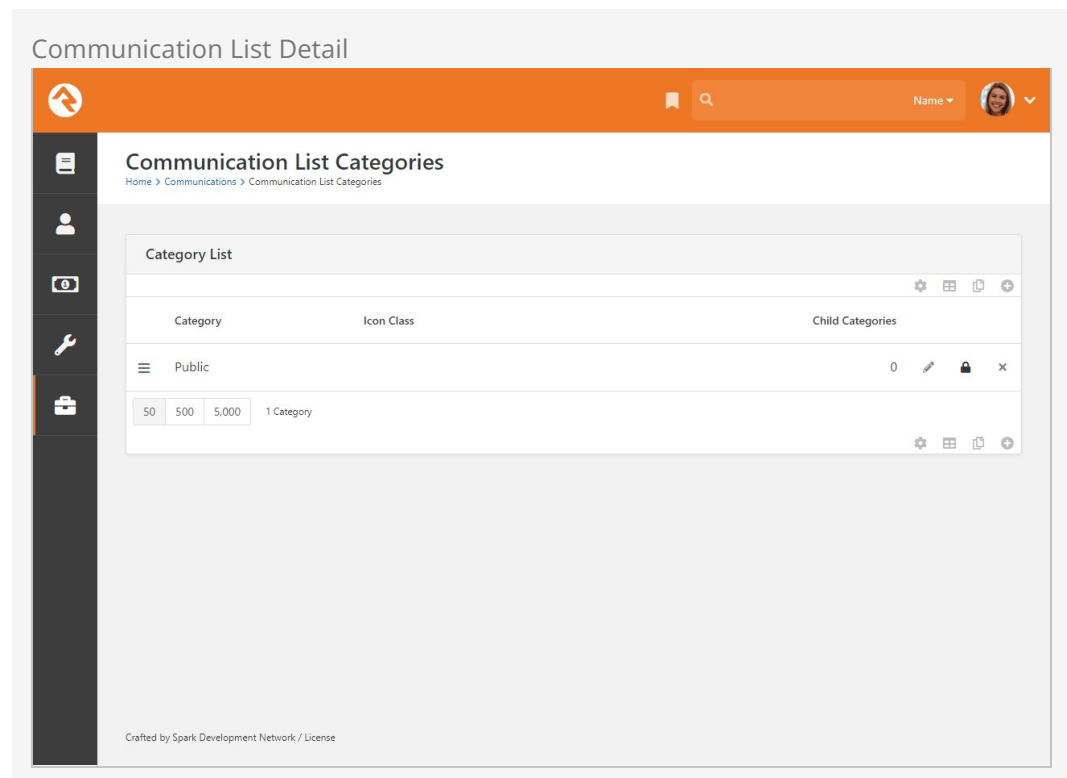 Communication List Detail
Name
Communication List Categories
Home > Communications > Communication List Categories
Category List
Category Icon Class Child Categories
Public 0
50 500 5,000 1 Category
Crafted by Spark Development Network / License